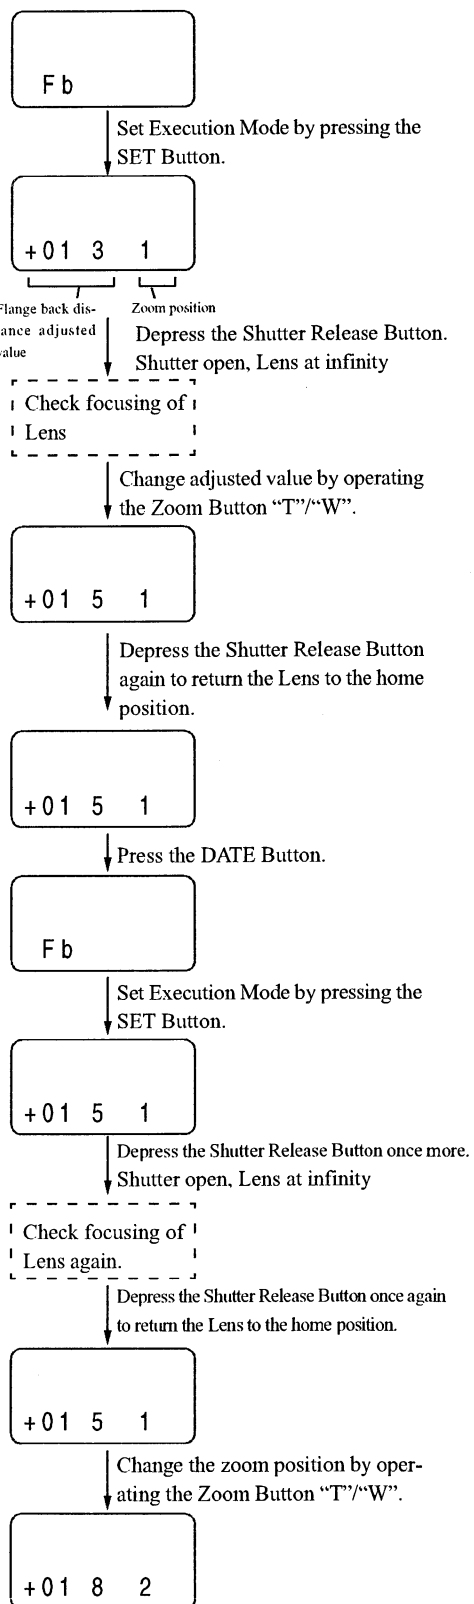 Fb
Set Execution Mode by pressing the
SET Button.
+01 3 1
Flange back dis-
tance adjusted
value
Zoom position
Depress the Shutter Release Button.
Shutter open, Lens at infinity
Check focusing of
Lens
Change adjusted value by operating
the Zoom Button “T”/“W”.
+01 5 1
Depress the Shutter Release Button
again to return the Lens to the home
position.
+01 5 1
Press the DATE Button.
Fb
Set Execution Mode by pressing the
SET Button.
+01 5 1
Depress the Shutter Release Button once more.
Shutter open, Lens at infinity
Check focusing of
Lens again.
Depress the Shutter Release Button once again
to return the Lens to the home position.
+01 5 1
Change the zoom position by oper-
ating the Zoom Button “T”/“W”.
+01 8 2